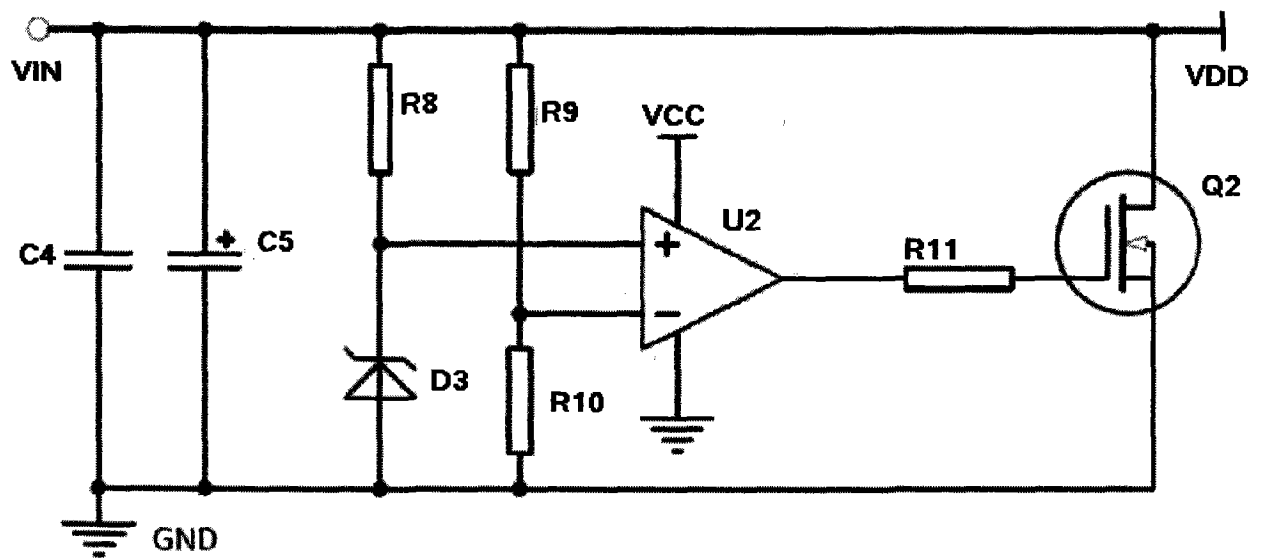 VIN
VDD
R8
R9
VCC
Q2
U2
C4
+
C5
+
R11
−
D3
R10
GND